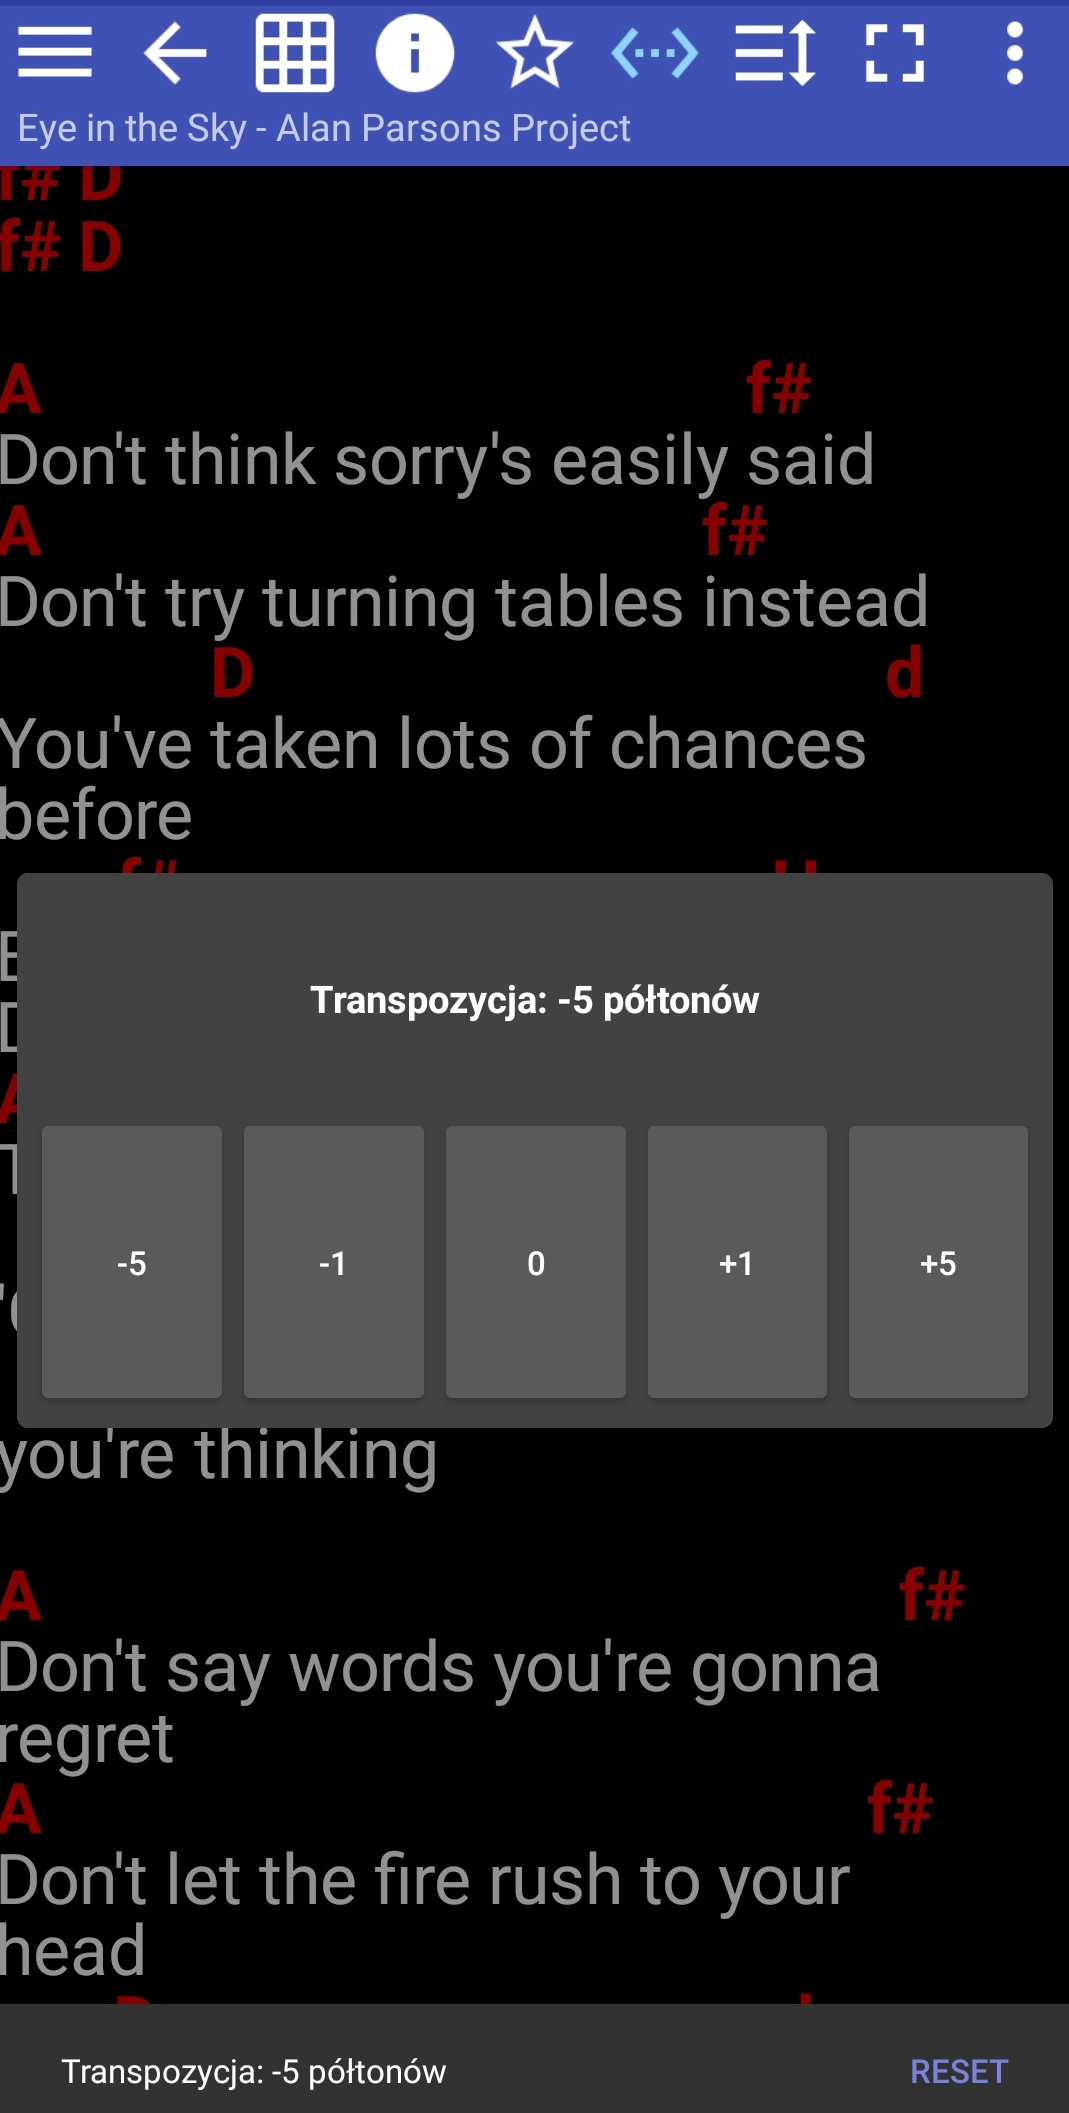 Eye in the Sky - Alan Parsons Project
f# D
f# D
A f#
Don't think sorry's easily said
A f#
Don't try turning tables instead
D d
You've taken lots of chances
before
f#
Transpozycja: -5 półtonów
-5 -1 0 +1 +5
you're thinking
A f#
Don't say words you're gonna
regret
A f#
Don't let the fire rush to your
head
Transpozycja: -5 półtonów RESET